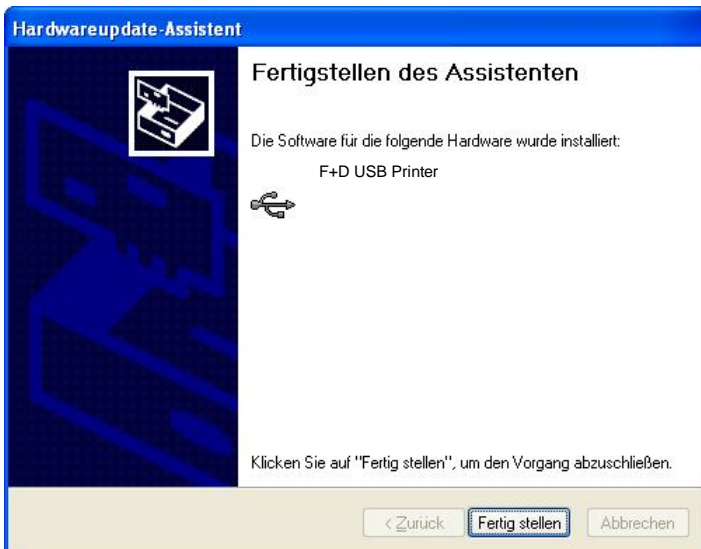 Hardwareupdate-Assistent
Fertigstellen des Assistenten
Die Software für die folgende Hardware wurde installiert:
F+D USB Printer
Klicken Sie auf "Fertig stellen", um den Vorgang abzuschließen.
< Zurück Fertig stellen Abbrechen